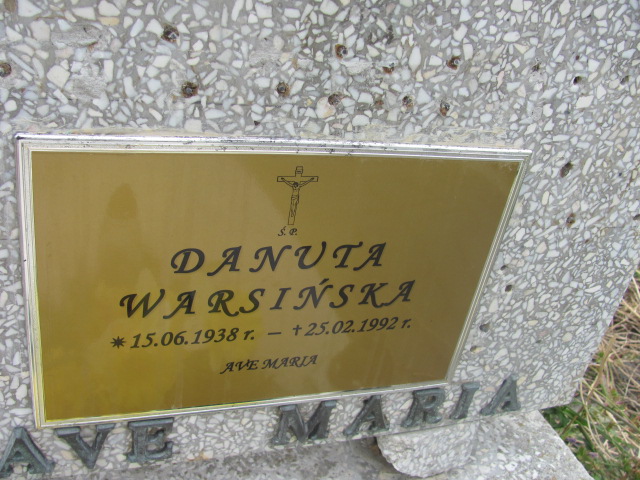 Ś. P.
DANUTA
WARSIŃSKA
* 15.06.1938 r. – † 25.02.1992 r.
AVE MARIA
AVE MARIA